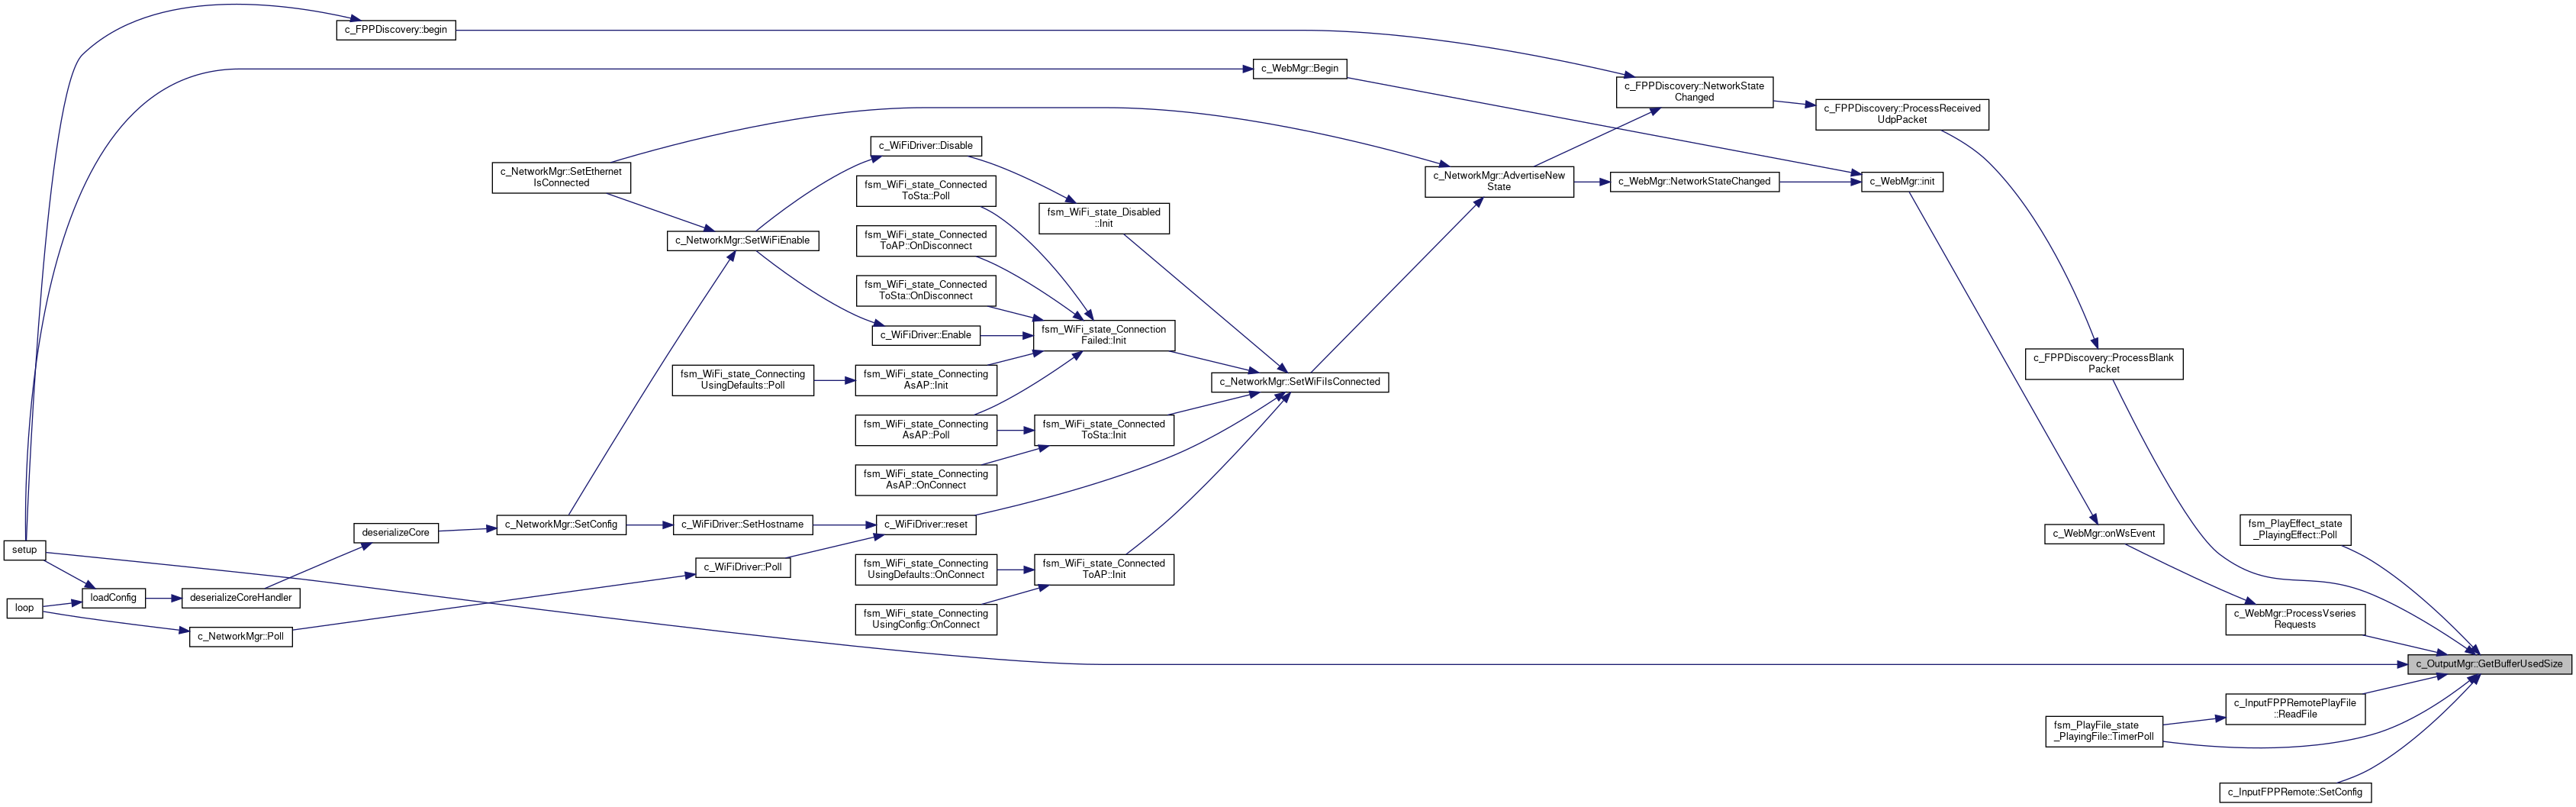 c_FPPDiscovery::begin
c_WebMgr::Begin
c_FPPDiscovery::NetworkState
Changed
c_FPPDiscovery::ProcessReceived
UdpPacket
c_WiFiDriver::Disable
c_NetworkMgr::SetEthernet
IsConnected
fsm_WiFi_state_Connected
ToSta::Poll
c_NetworkMgr::AdvertiseNew
State
c_WebMgr::NetworkStateChanged
c_WebMgr::init
fsm_WiFi_state_Disabled
::Init
c_NetworkMgr::SetWiFiEnable
fsm_WiFi_state_Connected
ToAP::OnDisconnect
fsm_WiFi_state_Connected
ToSta::OnDisconnect
c_WiFiDriver::Enable
fsm_WiFi_state_Connection
Failed::Init
c_FPPDiscovery::ProcessBlank
Packet
fsm_WiFi_state_Connecting
UsingDefaults::Poll
fsm_WiFi_state_Connecting
AsAP::Init
c_NetworkMgr::SetWiFiIsConnected
fsm_WiFi_state_Connecting
AsAP::Poll
fsm_WiFi_state_Connected
ToSta::Init
fsm_WiFi_state_Connecting
AsAP::OnConnect
deserializeCore
c_NetworkMgr::SetConfig
c_WiFiDriver::SetHostname
c_WiFiDriver::reset
c_WebMgr::onWsEvent
fsm_PlayEffect_state
_PlayingEffect::Poll
setup
c_WiFiDriver::Poll
fsm_WiFi_state_Connecting
UsingDefaults::OnConnect
fsm_WiFi_state_Connected
ToAP::Init
loop
loadConfig
deserializeCoreHandler
fsm_WiFi_state_Connecting
UsingConfig::OnConnect
c_WebMgr::ProcessVseries
Requests
c_NetworkMgr::Poll
c_OutputMgr::GetBufferUsedSize
c_InputFPPRemotePlayFile
::ReadFile
fsm_PlayFile_state
_PlayingFile::TimerPoll
c_InputFPPRemote::SetConfig